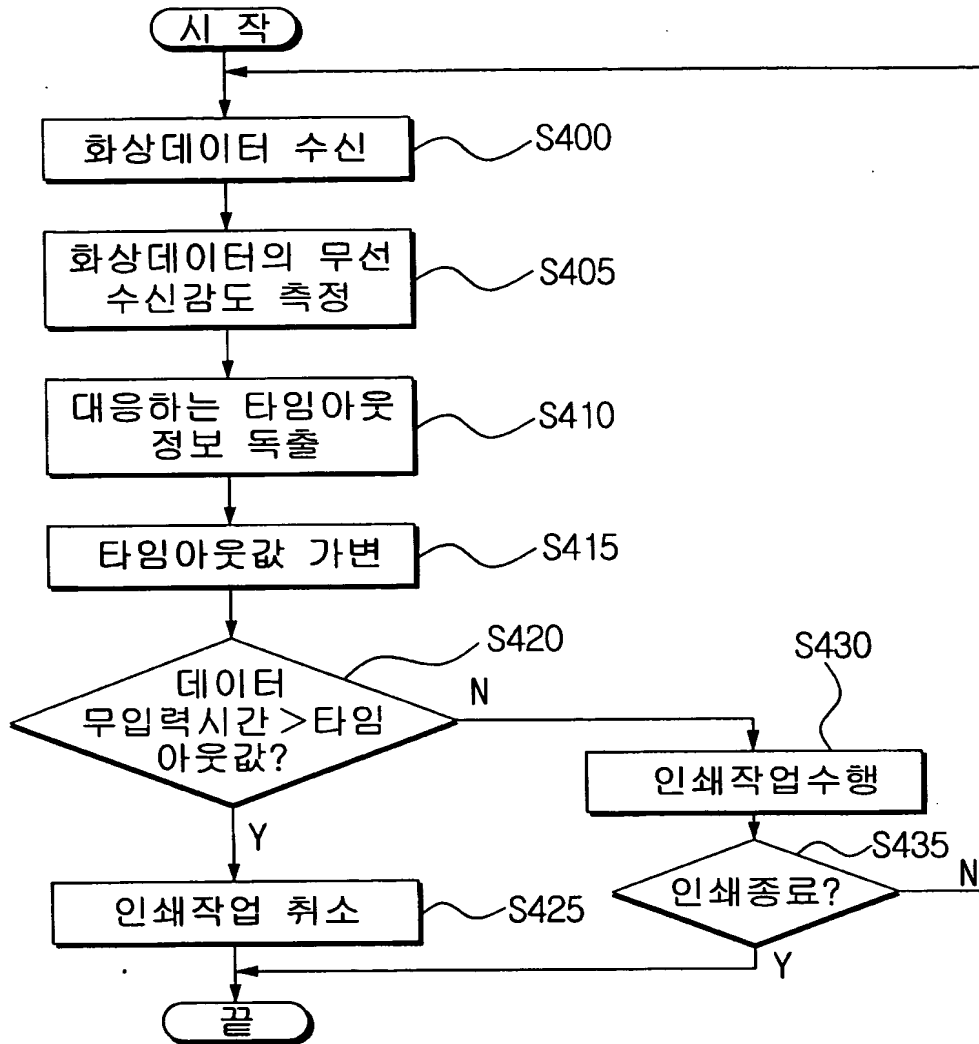 시 작
화상데이터 수신
S400
화상데이터의 무선
수신감도 측정
S405
대응하는 타임아웃
정보 독출
S410
타임아웃값 가변
S415
데이터
무입력시간>타임
아웃값?
S420
N
Y
인쇄작업 취소
S425
S430
인쇄작업수행
S435
인쇄종료?
N
Y
끝